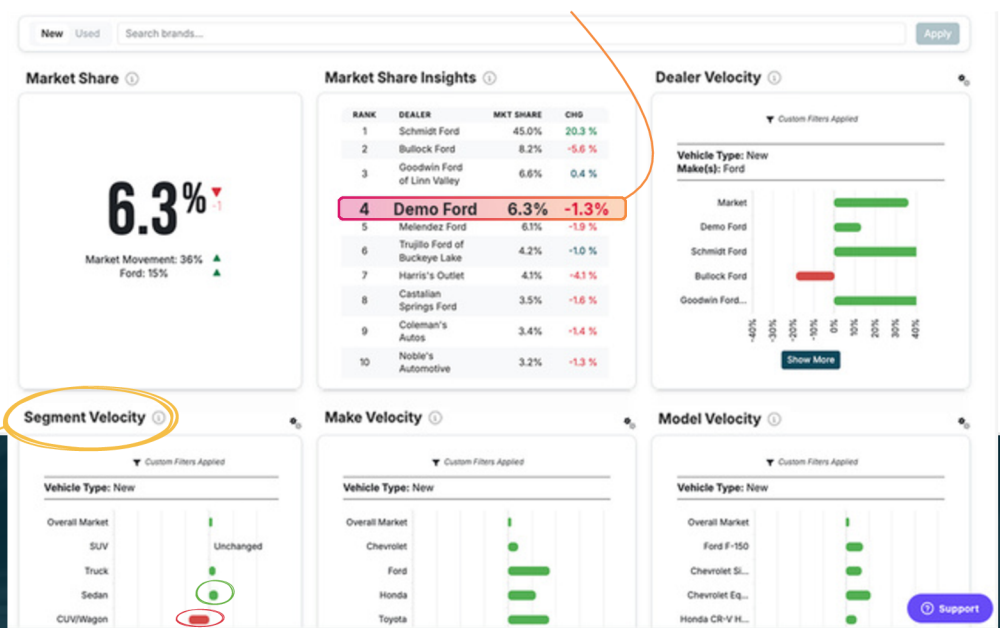 New Used Search brands... Apply
Market Share
6.3%
-1
Market Movement: 36%
Ford: 15%
Market Share Insights
RANK DEALER MKT SHARE CHG
1 Schmidt Ford 45.0% 20.3 %
2 Bullock Ford 8.2% -5.6 %
3 Goodwin Ford of Linn Valley 6.6% 0.4 %
4 Demo Ford 6.3% -1.3%
5 Melendez Ford 6.1% -1.9 %
6 Trujillo Ford of Buckeye Lake 4.2% -1.0 %
7 Harris's Outlet 4.1% -4.1 %
8 Castalian Springs Ford 3.5% -1.6 %
9 Coleman's Autos 3.4% -1.4 %
10 Noble's Automotive 3.2% -1.3 %
Dealer Velocity
Custom Filters Applied
Vehicle Type: New
Make(s): Ford
Market
Demo Ford
Schmidt Ford
Bullock Ford
Goodwin Ford...
-40% -30% -20% -10% 0% 10% 20% 30% 40%
Show More
Segment Velocity
Custom Filters Applied
Vehicle Type: New
Overall Market
SUV Unchanged
Truck
Sedan
CUV/Wagon
Make Velocity
Custom Filters Applied
Vehicle Type: New
Overall Market
Chevrolet
Ford
Honda
Toyota
Model Velocity
Custom Filters Applied
Vehicle Type: New
Overall Market
Ford F-150
Chevrolet Si...
Chevrolet Eq...
Honda CR-V H...
Support